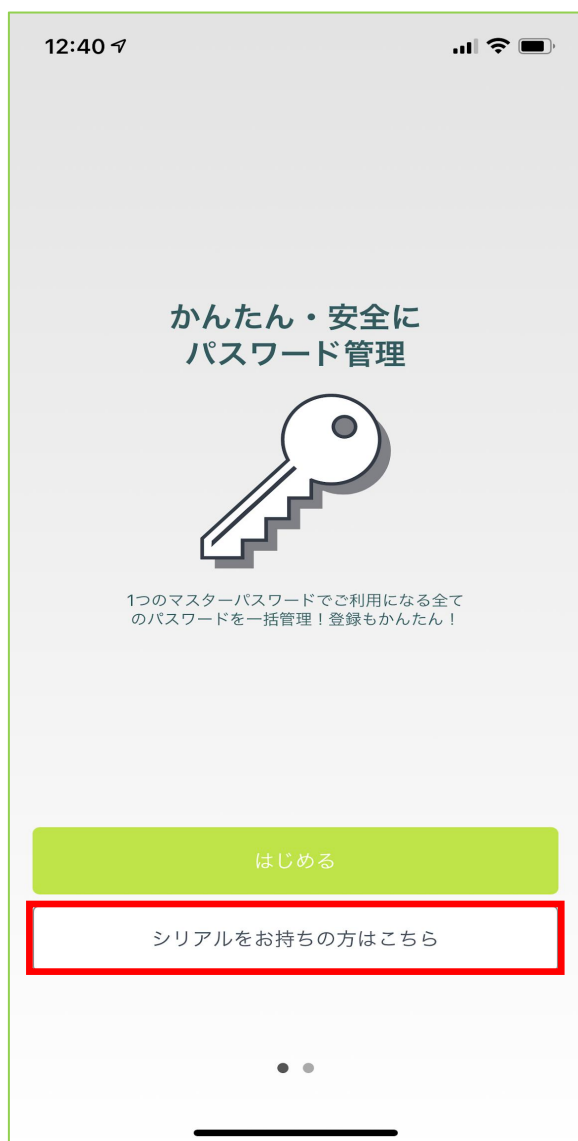 12:40
かんたん・安全に
パスワード管理
1つのマスターパスワードでご利用になる全て
のパスワードを一括管理！登録もかんたん！
はじめる
シリアルをお持ちの方はこちら